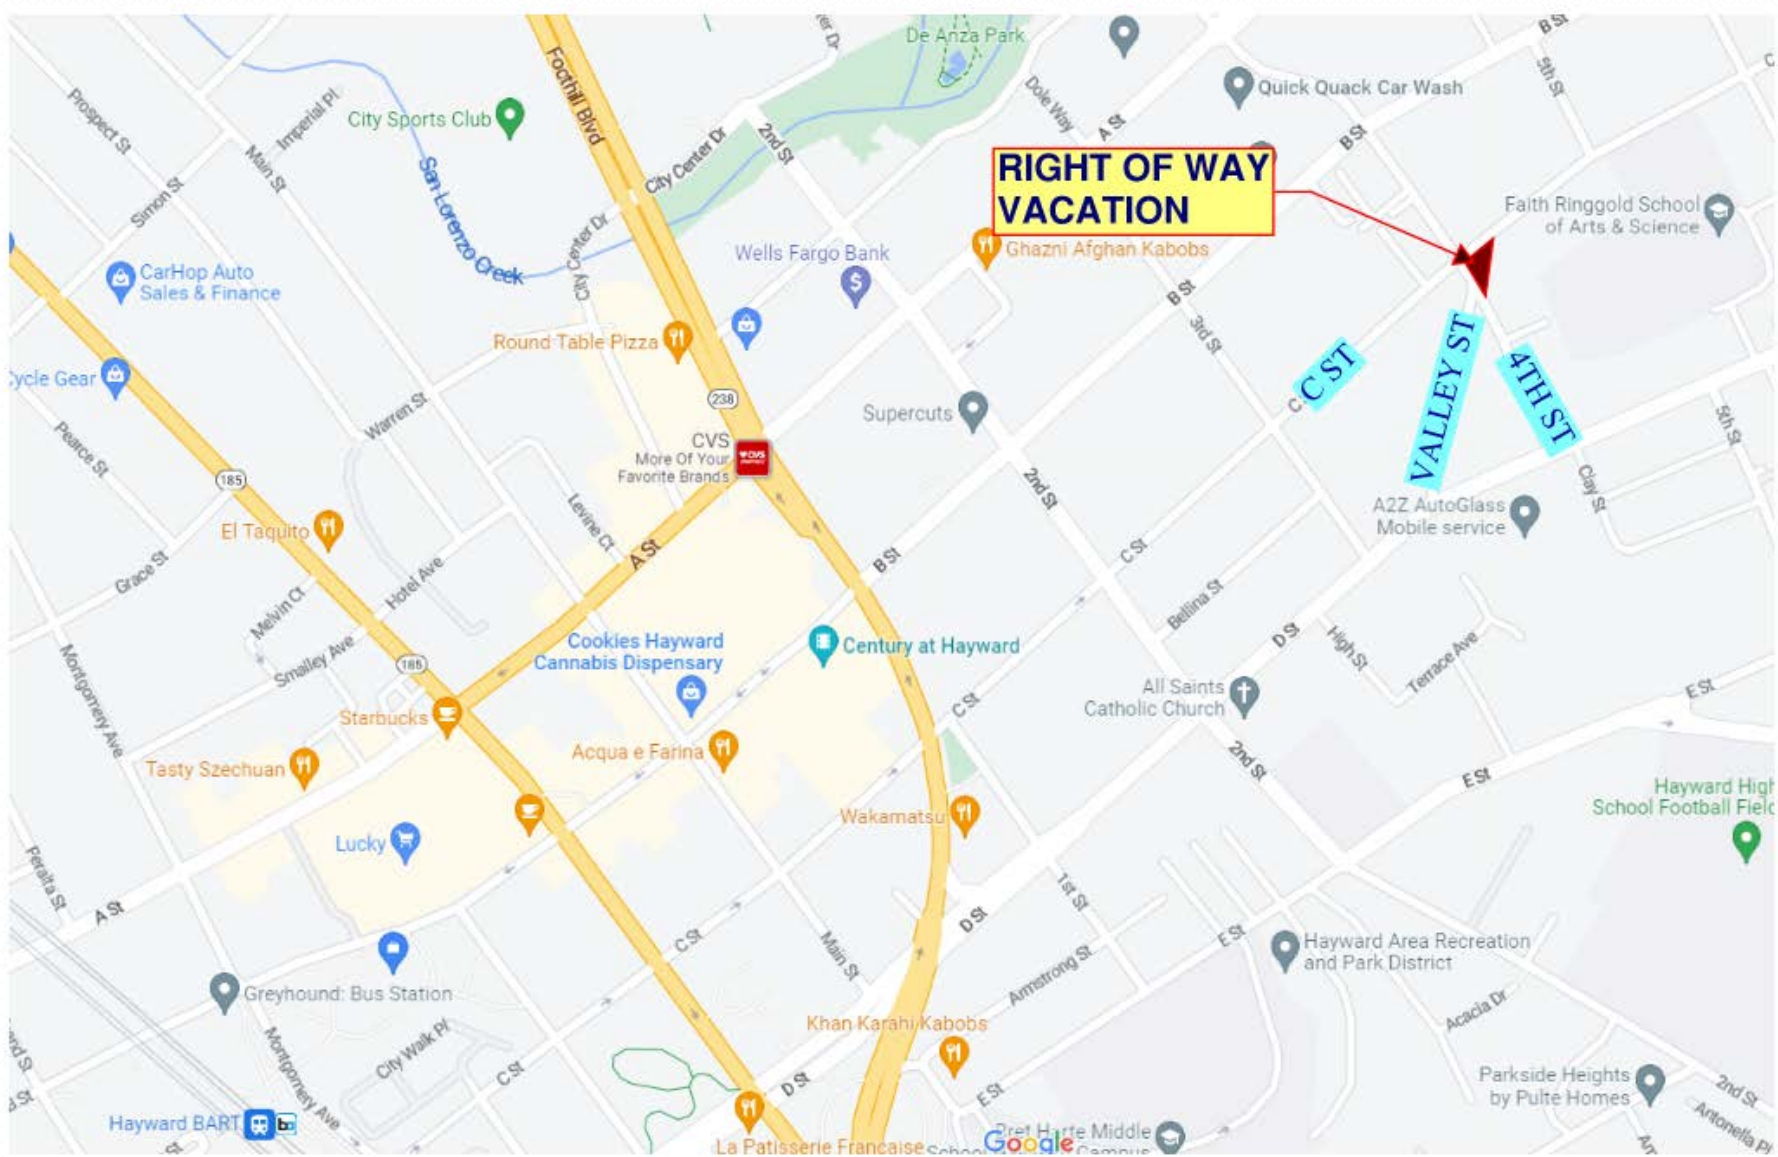 De Anza Park
B St
Foothill Blvd
5th St
Quick Quack Car Wash
Prospect St
Imperial Pl
City Sports Club
Dole Way
A St
2nd St
B St
Main St
City Center Dr
San Lorenzo Creek
RIGHT OF WAY
VACATION
Simon St
Faith Ringgold School
of Arts & Science
City Center Dr
Wells Fargo Bank
Ghazni Afghan Kabobs
CarHop Auto
Sales & Finance
B St
3rd St
Round Table Pizza
VALLEY ST
C ST
4TH ST
Cycle Gear
238
Warren St
Supercuts
5th St
CVS
More Of Your
Favorite Brands
Pearce St
185
2nd St
Clay St
A2Z AutoGlass
Mobile service
El Taquito
Levine Ct
A St
B St
C St
Grace St
Hotel Ave
Melvin Ct
Bellina St
D St
High St
Terrace Ave
Cookies Hayward
Cannabis Dispensary
Century at Hayward
Smalley Ave
185
Montgomery Ave
All Saints
Catholic Church
E St
Starbucks
C St
Acqua e Farina
2nd St
Tasty Szechuan
E St
Hayward High
School Football Field
Wakamatsu
Lucky
Peralta St
1st St
A St
D St
C St
Main St
E St
Hayward Area Recreation
and Park District
Armstrong St
Greyhound: Bus Station
Acacia Dr
Khan Karahi Kabobs
City Walk Pl
C St
Montgomery Ave
D St
E St
Parkside Heights
by Pulte Homes
2nd St
Antonella Pl
Hayward BART
Bret Harte Middle
La Patisserie Francaise
Google